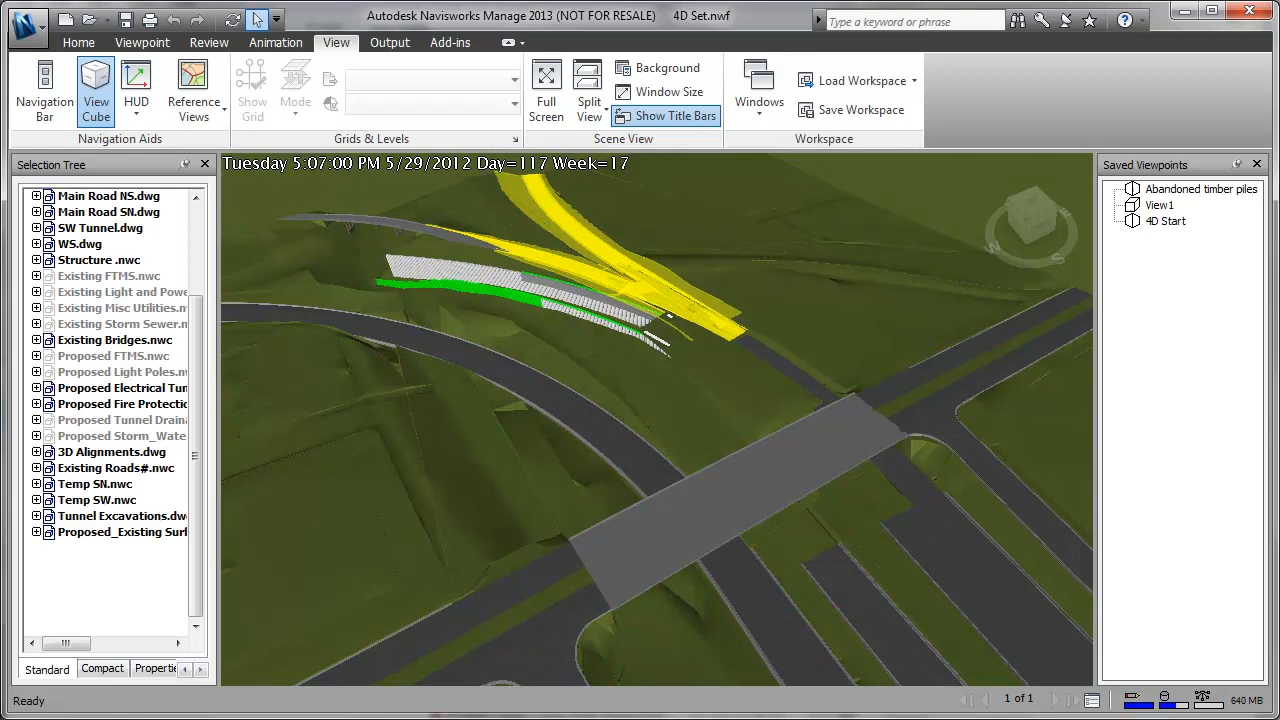 Autodesk Navisworks Manage 2013 (NOT FOR RESALE) 4D Set.nwf
Type a keyword or phrase
Home Viewpoint Review Animation View Output Add-ins
Navigation Bar
View Cube
HUD
Reference Views
Show Grid
Mode
Full Screen
Split View
Background
Window Size
Show Title Bars
Windows
Load Workspace
Save Workspace
Navigation Aids
Grids & Levels
Scene View
Workspace
Selection Tree
Main Road NS.dwg
Main Road SN.dwg
SW Tunnel.dwg
WS.dwg
Structure .nwc
Existing FTMS.nwc
Existing Light and Powe
Existing Misc Utilities.n
Existing Storm Sewer.n
Existing Bridges.nwc
Proposed FTMS.nwc
Proposed Light Poles.n
Proposed Electrical Tun
Proposed Fire Protectio
Proposed Tunnel Draina
Proposed Storm_Wate
3D Alignments.dwg
Existing Roads#.nwc
Temp SN.nwc
Temp SW.nwc
Tunnel Excavations.dw
Proposed_Existing Surf
Standard Compact Properti
Tuesday 5:07:00 PM 5/29/2012 Day=117 Week=17
W
E
S
Saved Viewpoints
Abandoned timber piles
View1
4D Start
Ready
1 of 1
640 MB